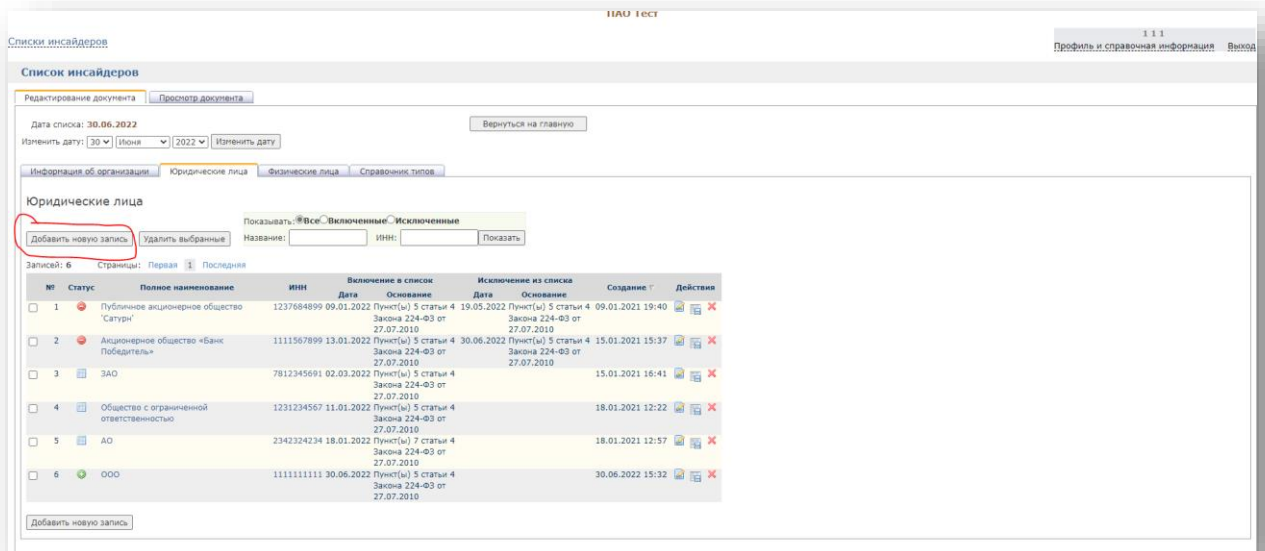 ПАО Тест
Списки инсайдеров
1 1 1
Профиль и справочная информация Выход
Список инсайдеров
Редактирование документа Просмотр документа
Дата списка: 30.06.2022 Вернуться на главную
Изменить дату: 30 Июня 2022 Изменить дату
Информация об организации Юридические лица Физические лица Справочник типов
Юридические лица
Показывать: Все Включенные Исключенные
Добавить новую запись Удалить выбранные Название: ИНН: Показать
Записей: 6 Страницы: Первая 1 Последняя
№ Статус Полное наименование ИНН Включение в список Исключение из списка Создание Действия
Дата Основание Дата Основание
1 Публичное акционерное общество 1237684899 09.01.2022 Пункт(ы) 5 статьи 4 19.05.2022 Пункт(ы) 5 статьи 4 09.01.2021 19:40
'Сатурн' Закона 224-ФЗ от Закона 224-ФЗ от
27.07.2010 27.07.2010
2 Акционерное общество «Банк 1111567899 13.01.2022 Пункт(ы) 5 статьи 4 30.06.2022 Пункт(ы) 5 статьи 4 15.01.2021 15:37
Победитель» Закона 224-ФЗ от Закона 224-ФЗ от
27.07.2010 27.07.2010
3 ЗАО 7812345691 02.03.2022 Пункт(ы) 5 статьи 4 15.01.2021 16:41
Закона 224-ФЗ от
27.07.2010
4 Общество с ограниченной 1231234567 11.01.2022 Пункт(ы) 5 статьи 4 18.01.2021 12:22
ответственностью Закона 224-ФЗ от
27.07.2010
5 АО 2342324234 18.01.2022 Пункт(ы) 7 статьи 4 18.01.2021 12:57
Закона 224-ФЗ от
27.07.2010
6 ООО 1111111111 30.06.2022 Пункт(ы) 5 статьи 4 30.06.2022 15:32
Закона 224-ФЗ от
27.07.2010
Добавить новую запись